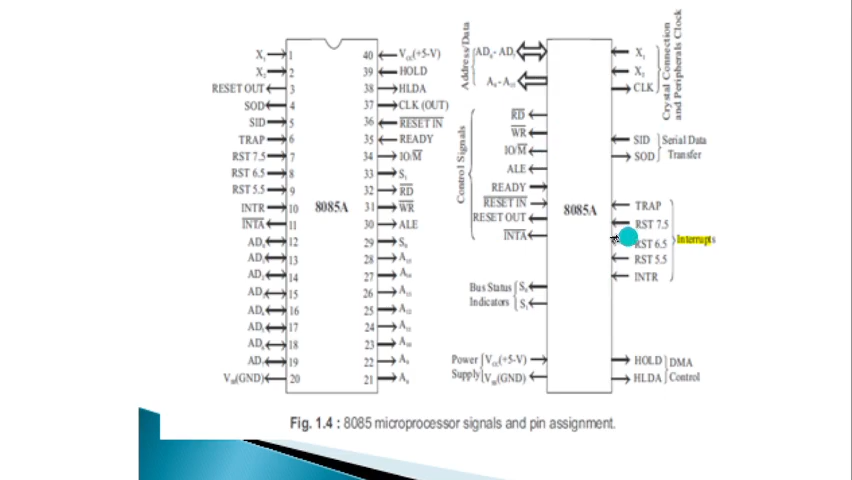 X₁ 1 40 Vcc(+5-V)
X₂ 2 39 HOLD
RESET OUT 3 38 HLDA
SOD 4 37 CLK (OUT)
SID 5 36 RESET IN
TRAP 6 35 READY
RST 7.5 7 34 IO/M
RST 6.5 8 33 S₁
RST 5.5 9 32 RD
INTR 10 31 WR
INTA 11 30 ALE
AD₀ 12 29 S₀
AD₁ 13 28 A₁₅
AD₂ 14 27 A₁₄
AD₃ 15 26 A₁₃
AD₄ 16 25 A₁₂
AD₅ 17 24 A₁₁
AD₆ 18 23 A₁₀
AD₇ 19 22 A₉
(GND) 20 21 A₈
8085A
Address/Data
AD₀- AD₇
A₈- A₁₅
Control Signals
RD
WR
IO/M
ALE
READY
RESET IN
RESET OUT
INTA
Bus Status S₀
Indicators S₁
Power Vcc(+5-V)
Supply (GND)
8085A
X₁
X₂
CLK
Crystal Connection
and Peripherals Clock
SID Serial Data
SOD Transfer
TRAP
RST 7.5
RST 6.5
RST 5.5
INTR
Interrupts
HOLD DMA
HLDA Control
Fig. 1.4 : 8085 microprocessor signals and pin assignment.